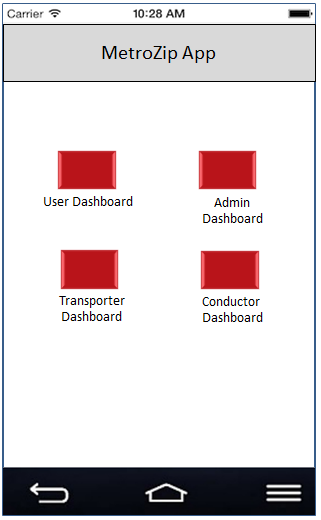 Carrier 10:28 AM
MetroZip App
User Dashboard
Admin
Dashboard
Transporter
Dashboard
Conductor
Dashboard